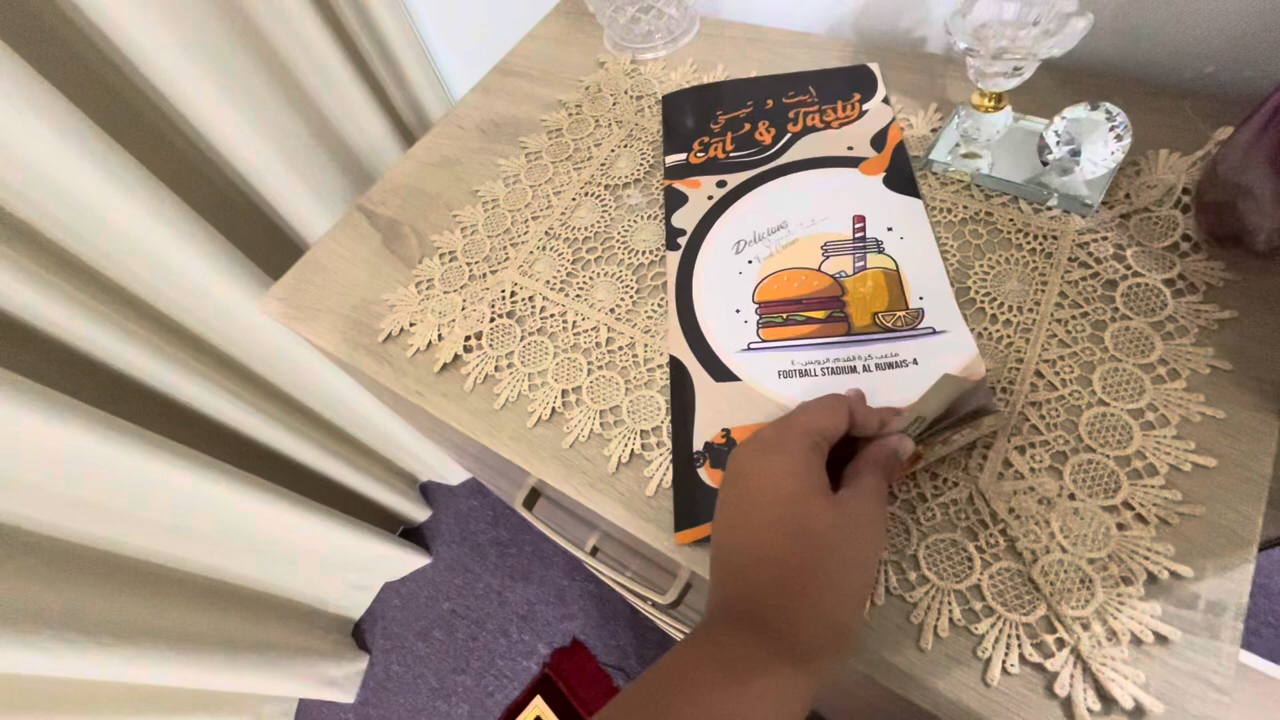 إيت و تيستي
Eat & Tasty
Delicious
ملعب كرة القدم، الرويس-٤
FOOTBALL STADIUM, AL RUWAIS-4